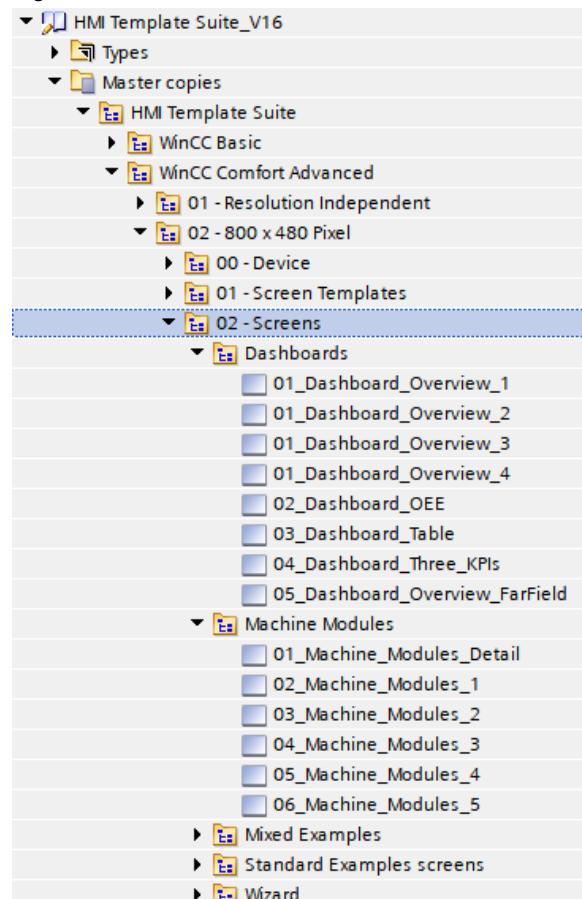 HMI Template Suite_V16
Types
Master copies
HMI Template Suite
WinCC Basic
WinCC Comfort Advanced
01 - Resolution Independent
02 - 800 x 480 Pixel
00 - Device
01 - Screen Templates
02 - Screens
Dashboards
01_Dashboard_Overview_1
01_Dashboard_Overview_2
01_Dashboard_Overview_3
01_Dashboard_Overview_4
02_Dashboard_OEE
03_Dashboard_Table
04_Dashboard_Three_KPIs
05_Dashboard_Overview_FarField
Machine Modules
01_Machine_Modules_Detail
02_Machine_Modules_1
03_Machine_Modules_2
04_Machine_Modules_3
05_Machine_Modules_4
06_Machine_Modules_5
Mixed Examples
Standard Examples screens
Wizard